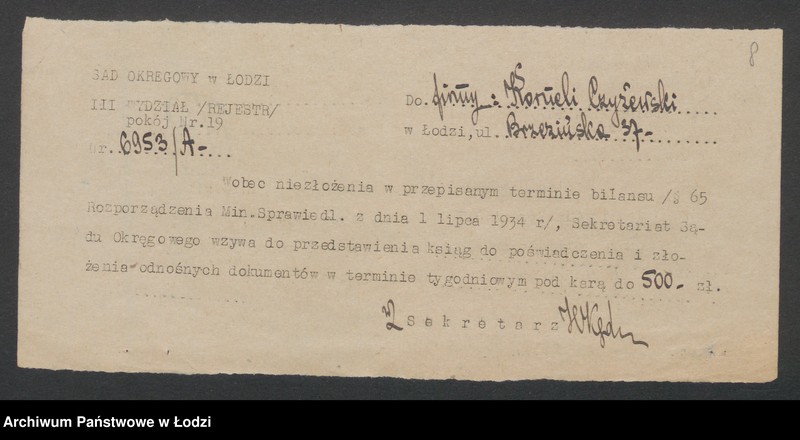 8
SĄD OKRĘGOWY w ŁODZI
III WYDZIAŁ /REJESTR/
pokój Nr.19
Nr. 6953/A-
Do. firmy: Korneli Czyżewski
w Łodzi, ul. Brzezińska 37-
Wobec niezłożenia w przepisanym terminie bilansu /§ 65
Rozporządzenia Min.Sprawiedl. z dnia 1 lipca 1934 r/, Sekretariat Są-
du Okręgowego wzywa do przedstawienia ksiąg do poświadczenia i zło-
żenia odnośnych dokumentów w terminie tygodniowym pod karą do 500.- zł.
Sekretarz
Archiwum Państwowe w Łodzi